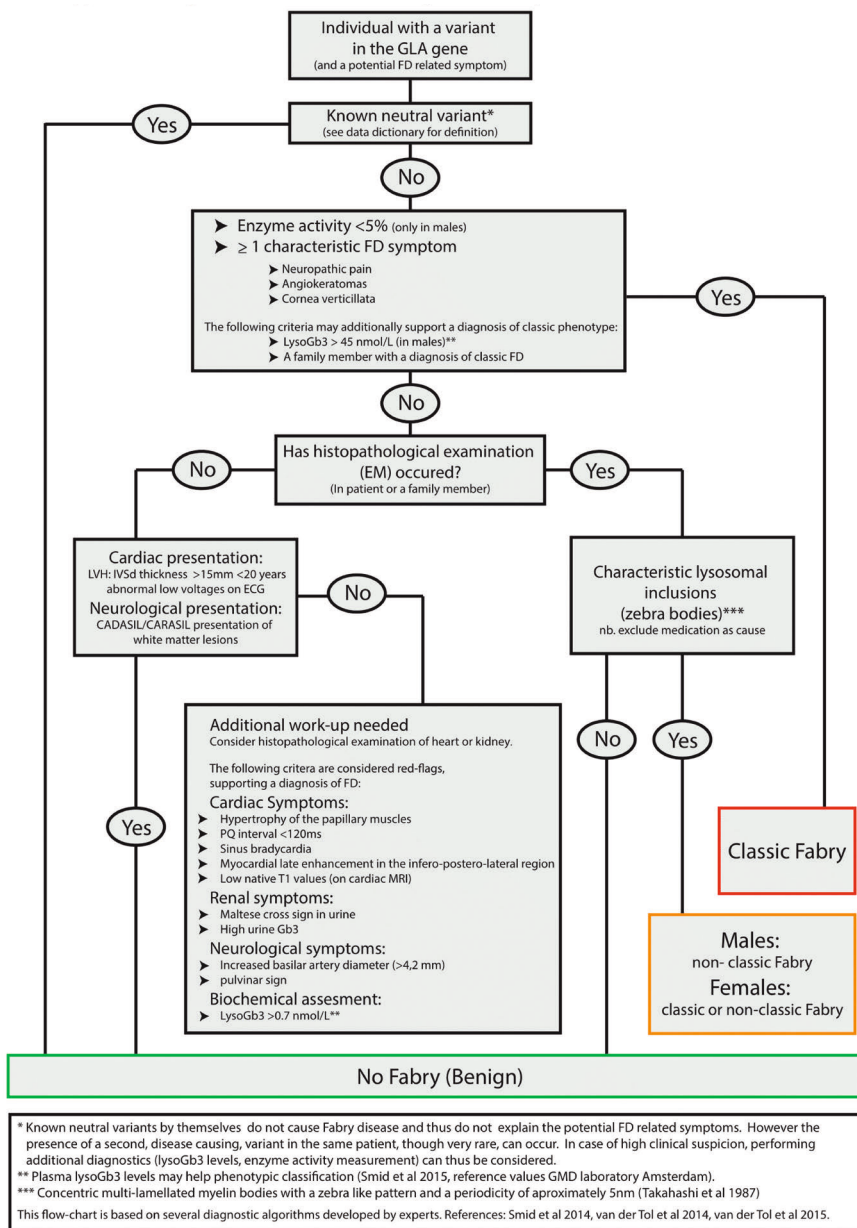 Individual with a variant
in the GLA gene
(and a potential FD related symptom)
Yes
Known neutral variant*
(see data dictionary for definition)
No
➤ Enzyme activity <5% (only in males)
➤ ≥ 1 characteristic FD symptom
➤ Neuropathic pain
➤ Angiokeratomas
➤ Cornea verticillata
The following criteria may additionally support a diagnosis of classic phenotype:
➤ LysoGb3 > 45 nmol/L (in males)**
➤ A family member with a diagnosis of classic FD
Yes
No
No
Has histopathological examination
(EM) occured?
(In patient or a family member)
Yes
Cardiac presentation:
LVH: IVSd thickness >15mm <20 years
abnormal low voltages on ECG
Neurological presentation:
CADASIL/CARASIL presentation of
white matter lesions
No
Characteristic lysosomal
inclusions
(zebra bodies)***
nb. exclude medication as cause
Additional work-up needed
Consider histopathological examination of heart or kidney.
The following critera are considered red-flags,
supporting a diagnosis of FD:
Cardiac Symptoms:
➤ Hypertrophy of the papillary muscles
➤ PQ interval <120ms
➤ Sinus bradycardia
➤ Myocardial late enhancement in the infero-postero-lateral region
➤ Low native T1 values (on cardiac MRI)
Renal symptoms:
➤ Maltese cross sign in urine
➤ High urine Gb3
Neurological symptoms:
➤ Increased basilar artery diameter (>4,2 mm)
➤ pulvinar sign
Biochemical assesment:
➤ LysoGb3 >0.7 nmol/L**
Yes
No
Yes
Classic Fabry
Males:
non- classic Fabry
Females:
classic or non-classic Fabry
No Fabry (Benign)
* Known neutral variants by themselves do not cause Fabry disease and thus do not explain the potential FD related symptoms. However the
presence of a second, disease causing, variant in the same patient, though very rare, can occur. In case of high clinical suspicion, performing
additional diagnostics (lysoGb3 levels, enzyme activity measurement) can thus be considered.
** Plasma lysoGb3 levels may help phenotypic classification (Smid et al 2015, reference values GMD laboratory Amsterdam).
*** Concentric multi-lamellated myelin bodies with a zebra like pattern and a periodicity of aproximately 5nm (Takahashi et al 1987)
This flow-chart is based on several diagnostic algorithms developed by experts. References: Smid et al 2014, van der Tol et al 2014, van der Tol et al 2015.